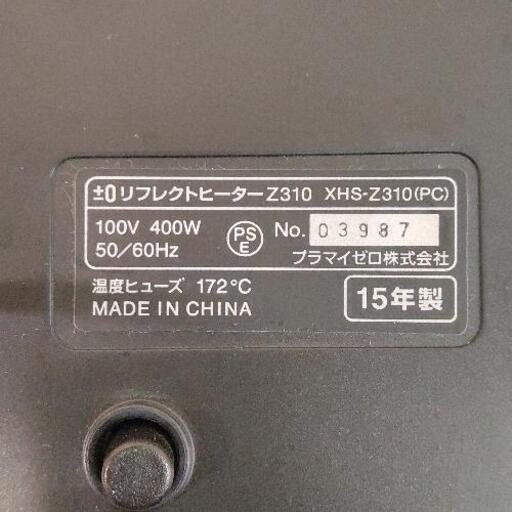 ±0リフレクトヒーターZ310 XHS-Z310(PC)
100V 400W
50/60Hz
PS
E
No. 03987
プラマイゼロ株式会社
温度ヒューズ 172℃
MADE IN CHINA
15年製